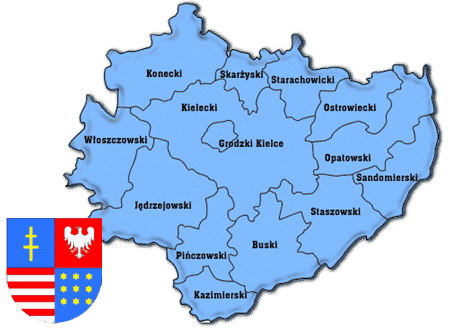 Konecki
Skarżyski
Starachowicki
Kielecki
Ostrowiecki
Włoszczowski
Grodzki Kielce
Opatowski
Sandomierski
Jędrzejowski
Staszowski
Buski
Pińczowski
Kazimierski